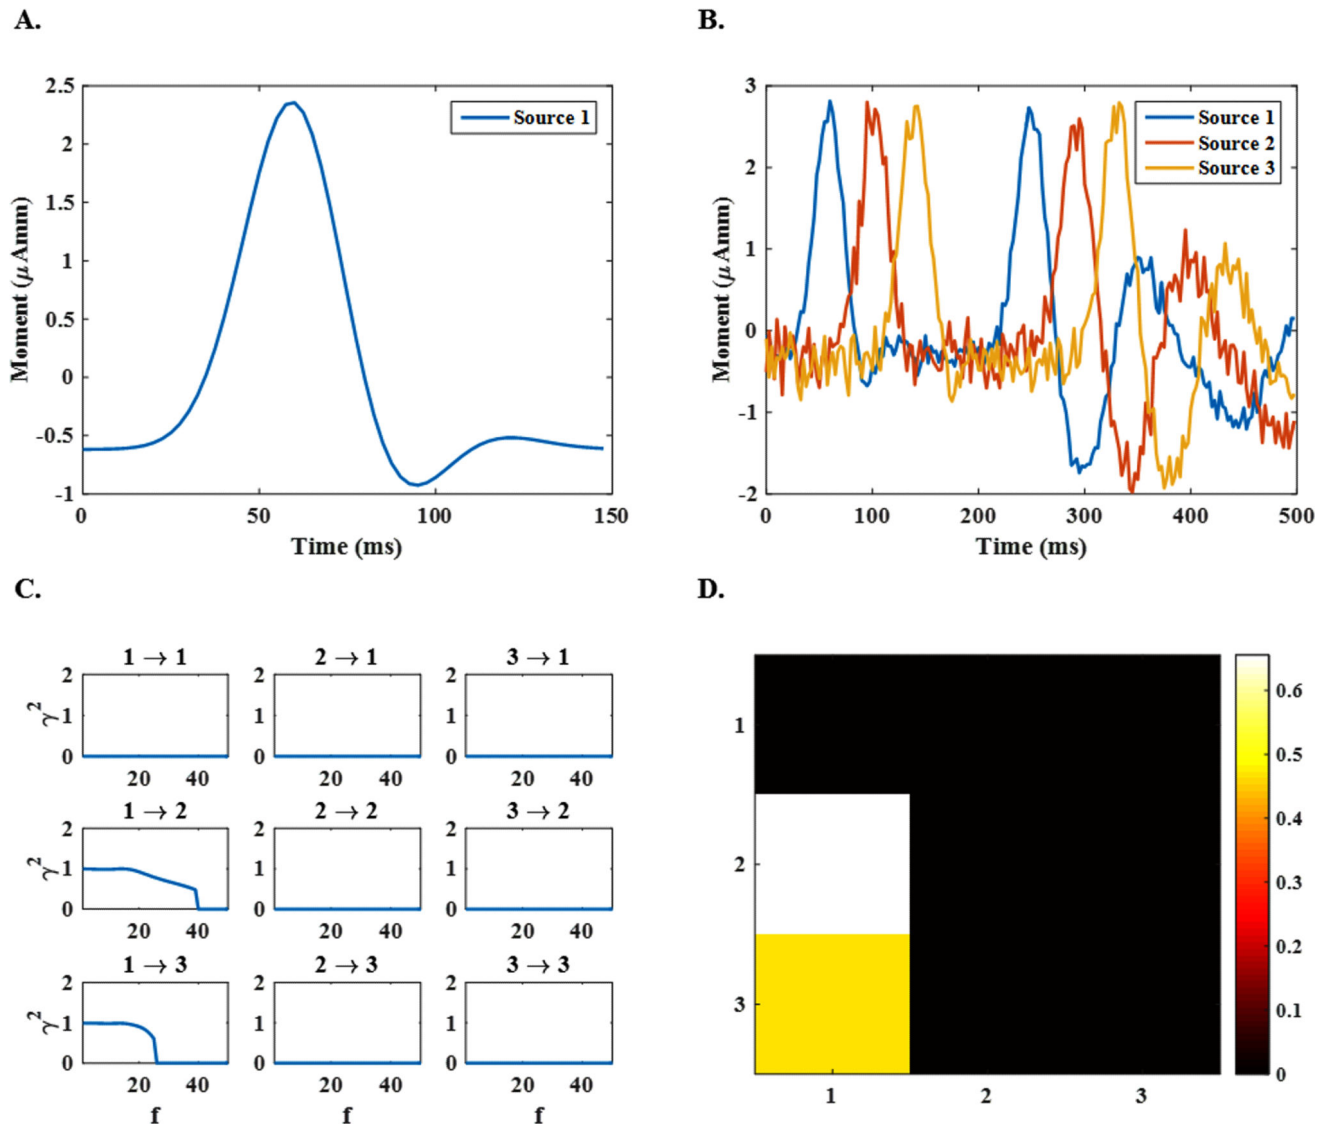 A.
2.5
2
1.5
1
0.5
0
-0.5
-1
Moment (μ Amm)
Source 1
0 50 100 150
Time (ms)
B.
3
2
1
0
-1
-2
Moment (μ Amm)
Source 1
Source 2
Source 3
0 100 200 300 400 500
Time (ms)
C.
1 → 1 2 → 1 3 → 1
2 2 2
γ² 1 1 1
0 0 0
20 40 20 40 20 40
1 → 2 2 → 2 3 → 2
2 2 2
γ² 1 1 1
0 0 0
20 40 20 40 20 40
1 → 3 2 → 3 3 → 3
2 2 2
γ² 1 1 1
0 0 0
20 40 20 40 20 40
f f f
D.
1
2
3
1 2 3
0.6
0.5
0.4
0.3
0.2
0.1
0